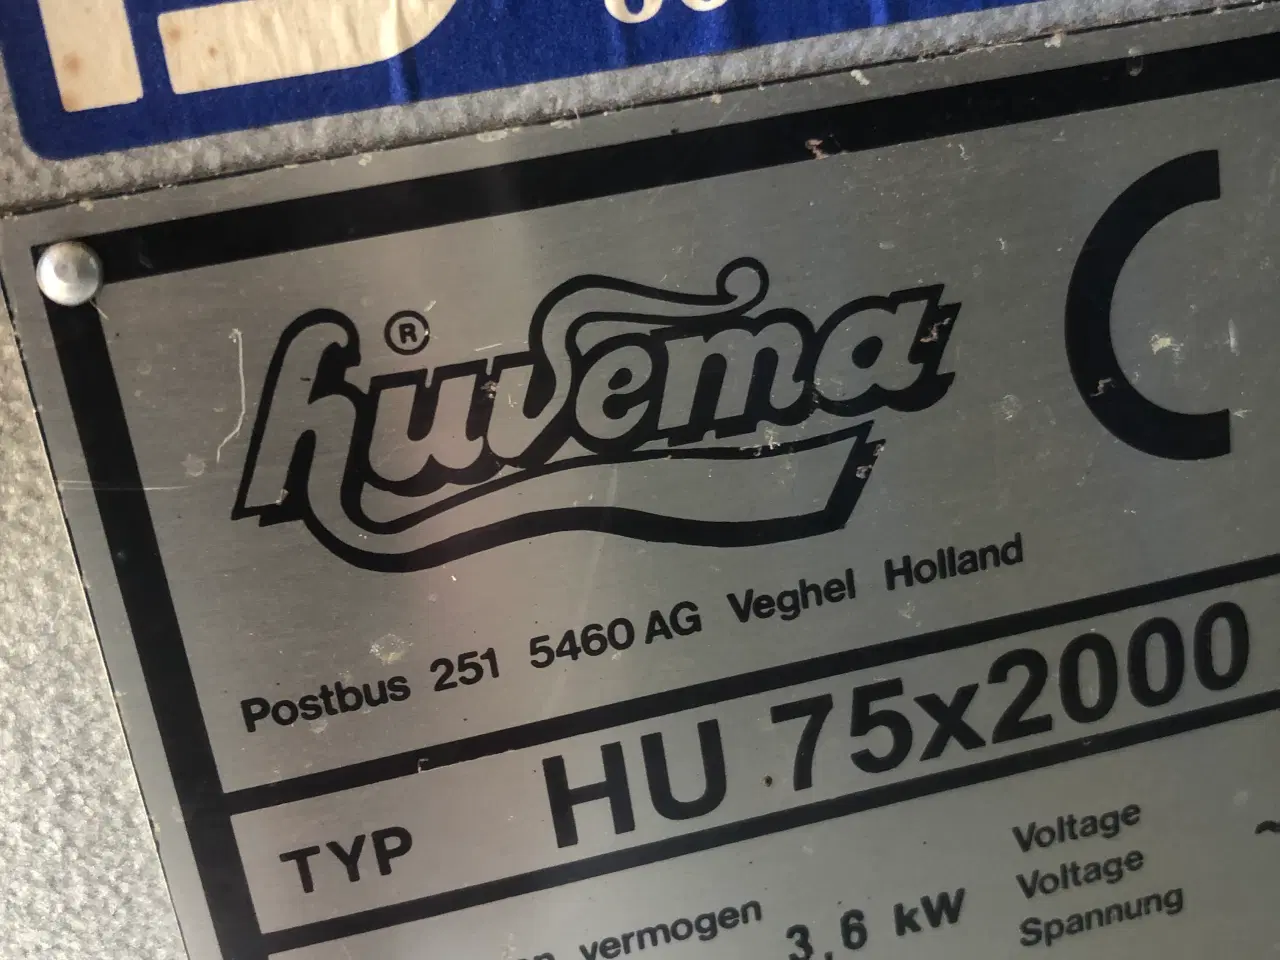 huvema ®
C
Postbus 251 5460 AG Veghel Holland
TYP HU 75x2000
vermogen 3,6 kW
Voltage
Voltage
Spannung
~